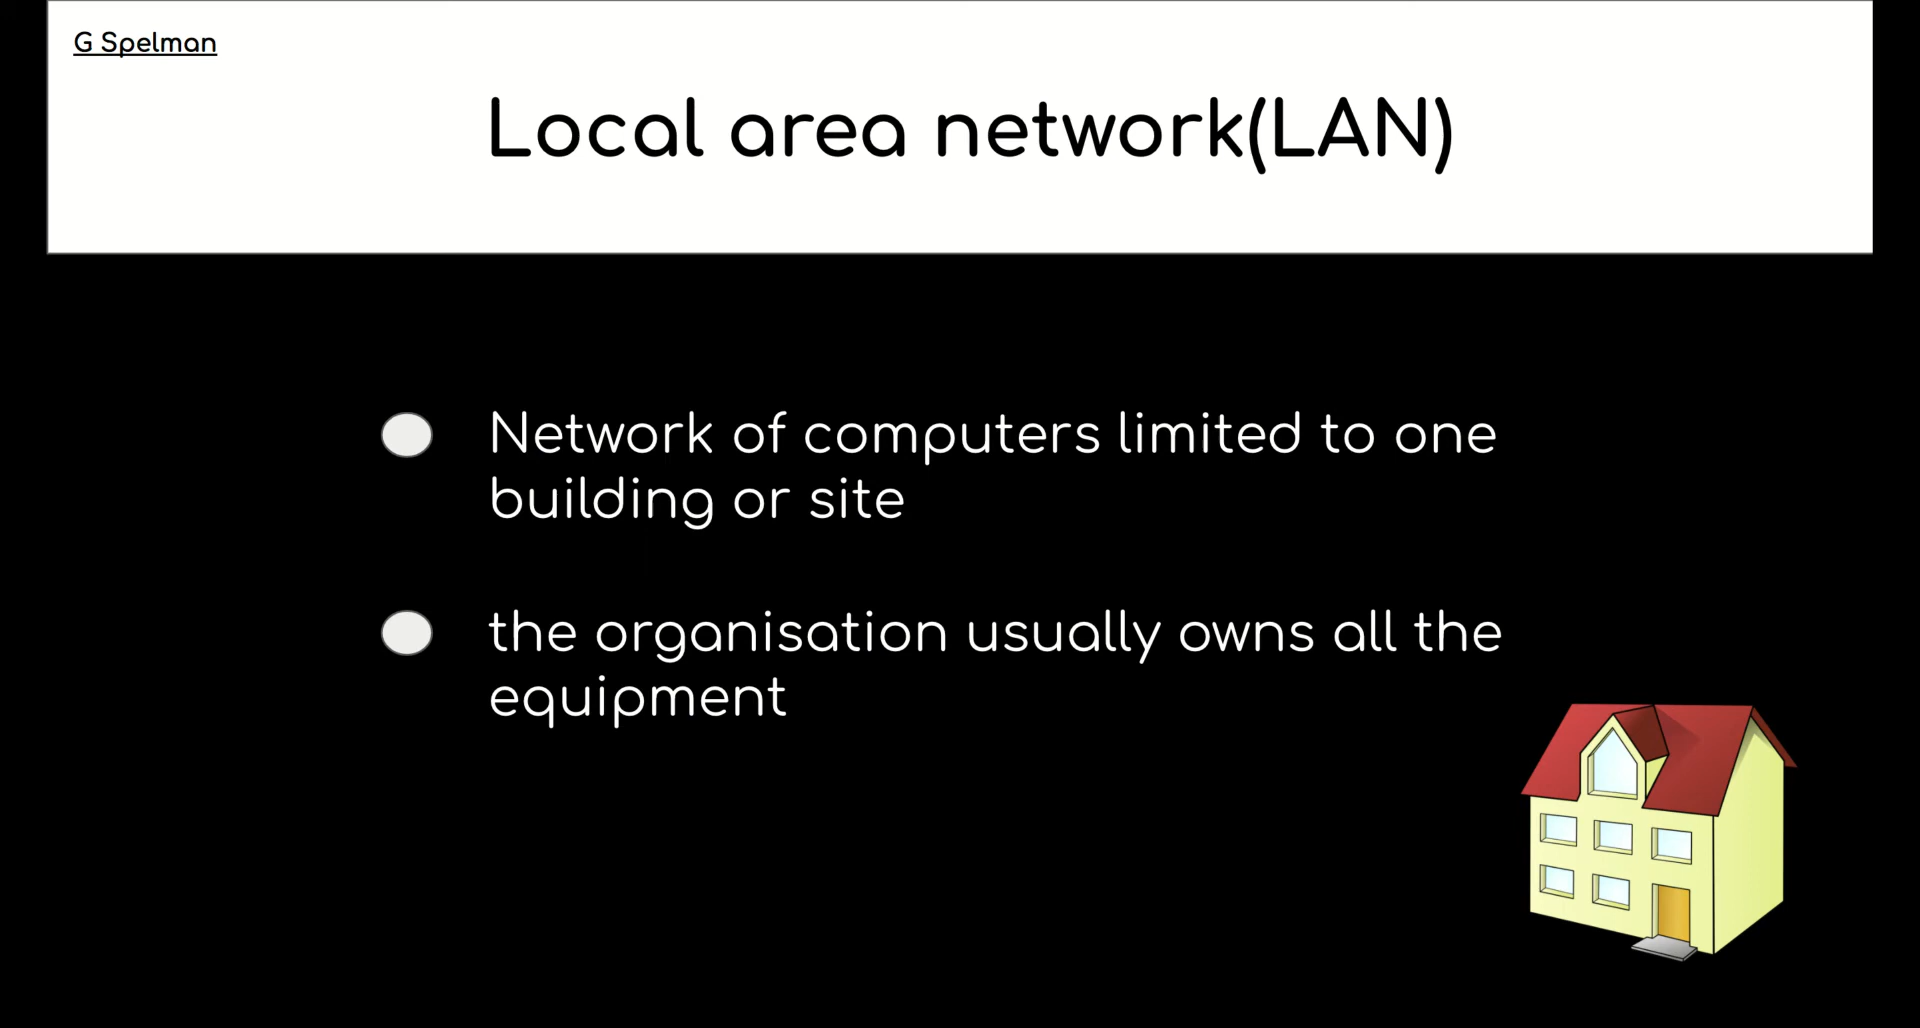 G Spelman
Local area network(LAN)
Network of computers limited to one
building or site
the organisation usually owns all the
equipment